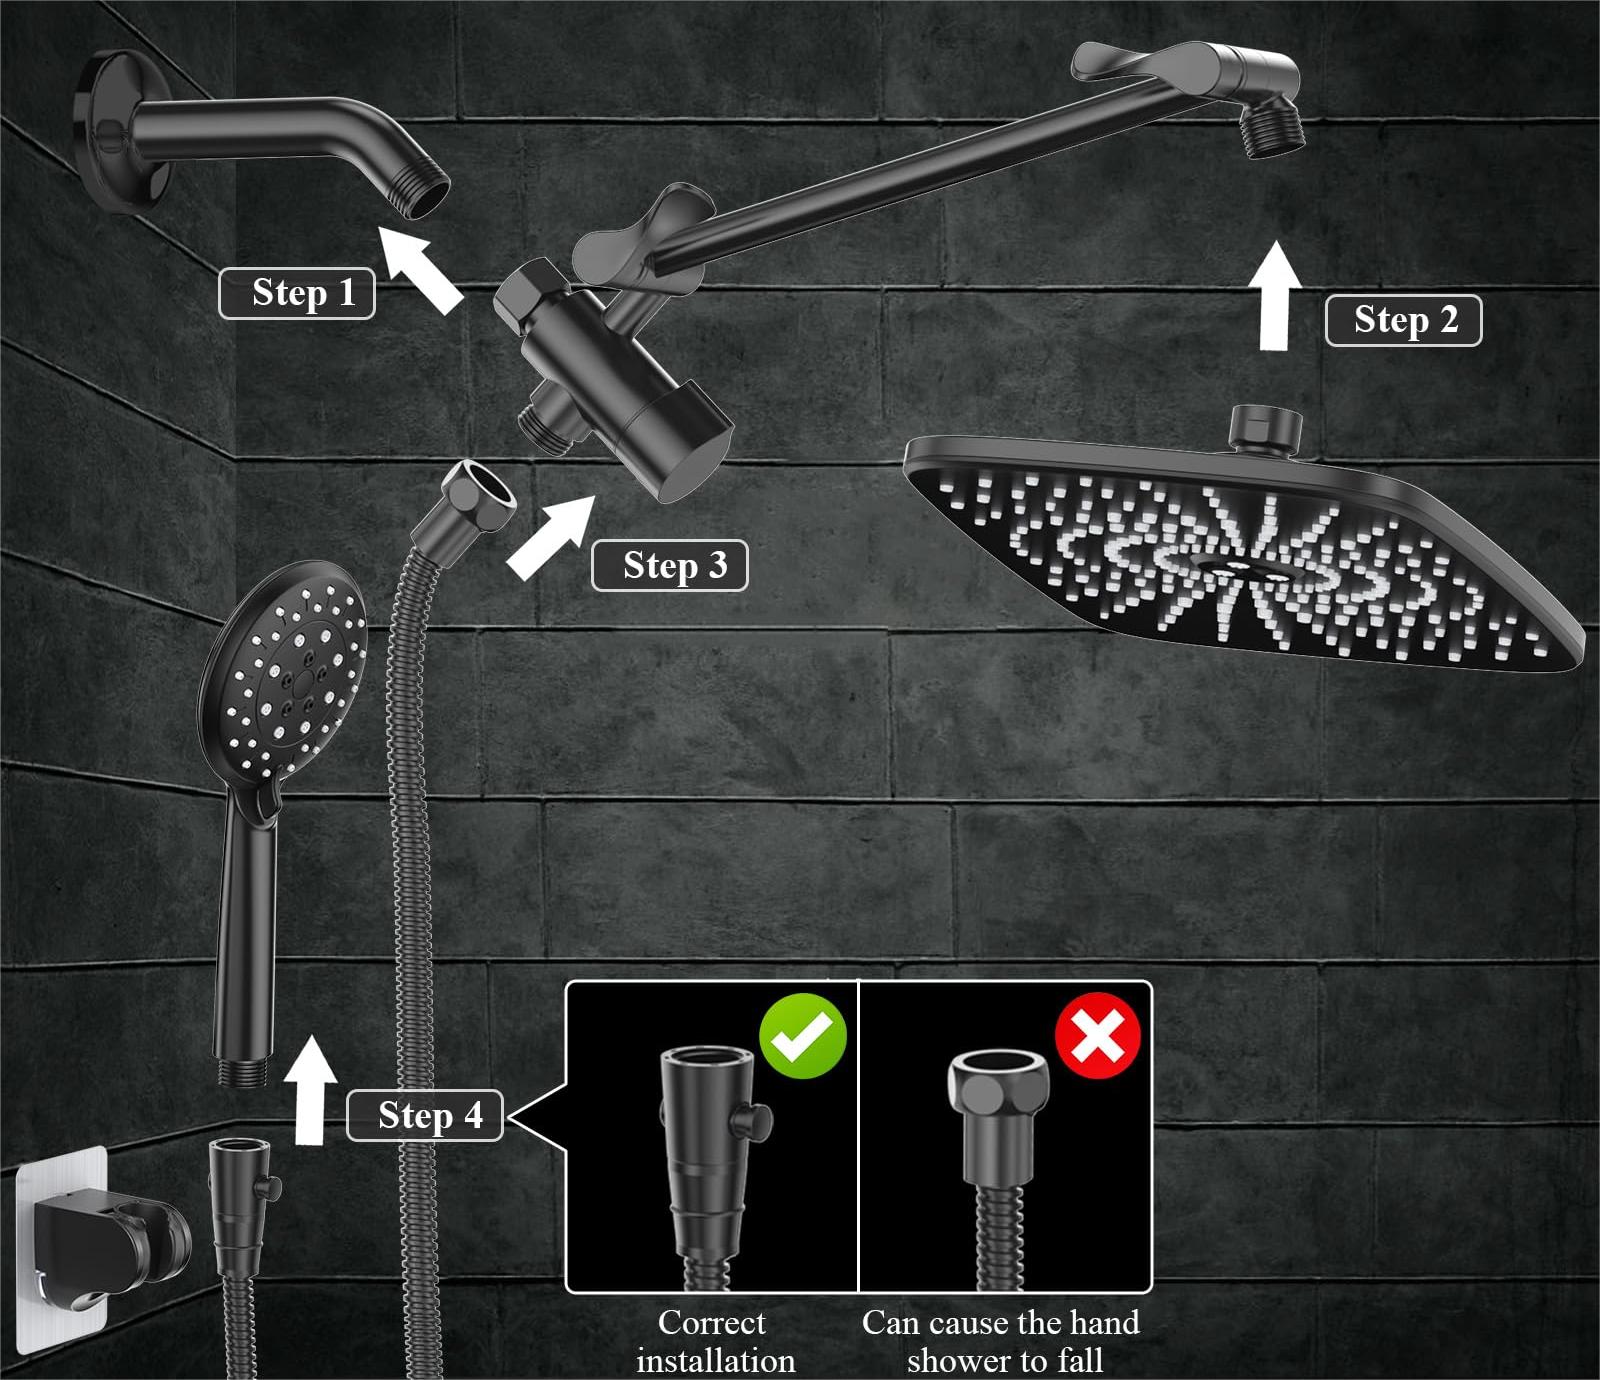 Step 1
Step 2
Step 3
Step 4
Correct
installation
Can cause the hand
shower to fall